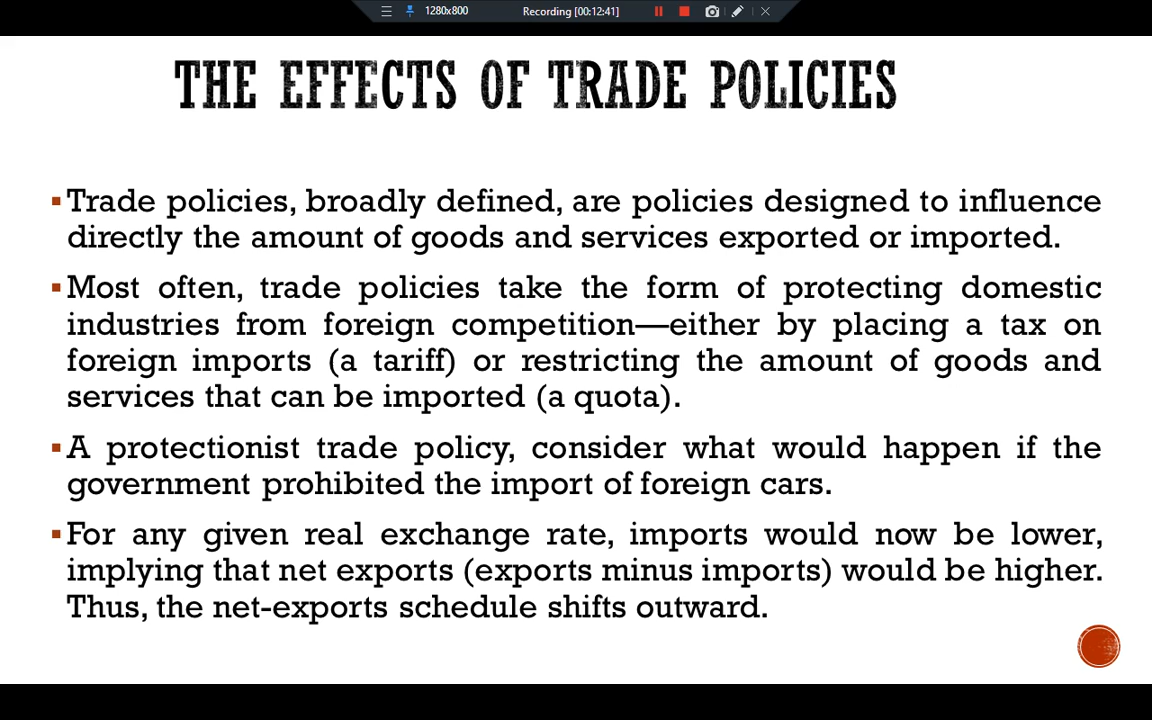 1280x800 Recording [00:12:41]
THE EFFECTS OF TRADE POLICIES
▪Trade policies, broadly defined, are policies designed to influence
directly the amount of goods and services exported or imported.
▪Most often, trade policies take the form of protecting domestic
industries from foreign competition—either by placing a tax on
foreign imports (a tariff) or restricting the amount of goods and
services that can be imported (a quota).
▪A protectionist trade policy, consider what would happen if the
government prohibited the import of foreign cars.
▪For any given real exchange rate, imports would now be lower,
implying that net exports (exports minus imports) would be higher.
Thus, the net-exports schedule shifts outward.